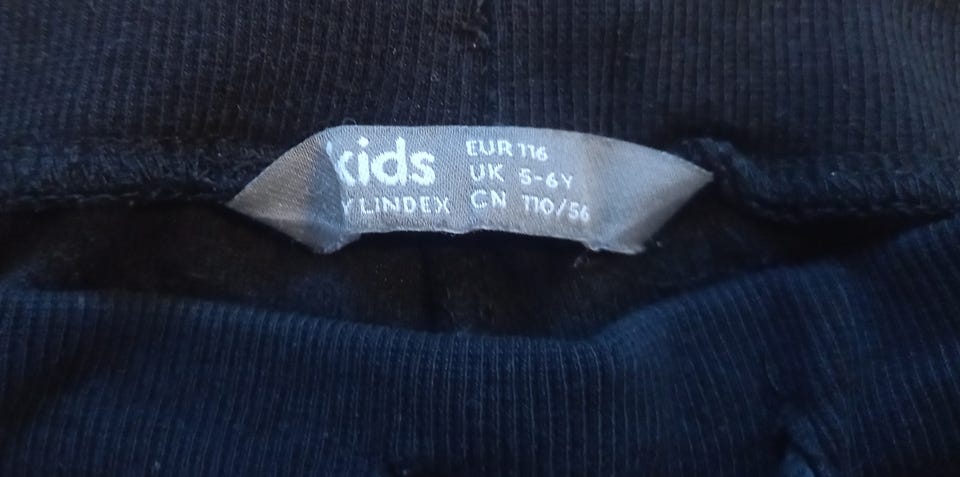 kids
Y LINDEX
EUR 116
UK 5-6Y
CN 110/56